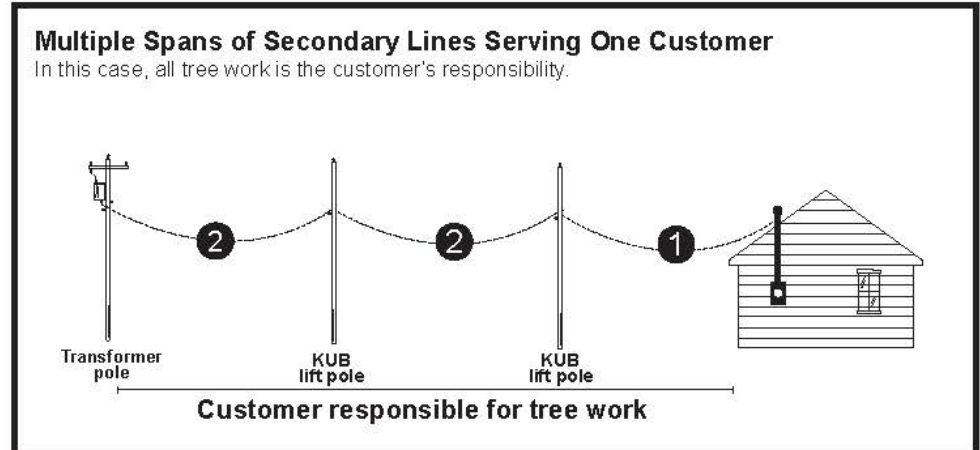 Multiple Spans of Secondary Lines Serving One Customer
In this case, all tree work is the customer's responsibility.
2
2
1
Transformer
pole
KUB
lift pole
KUB
lift pole
Customer responsible for tree work